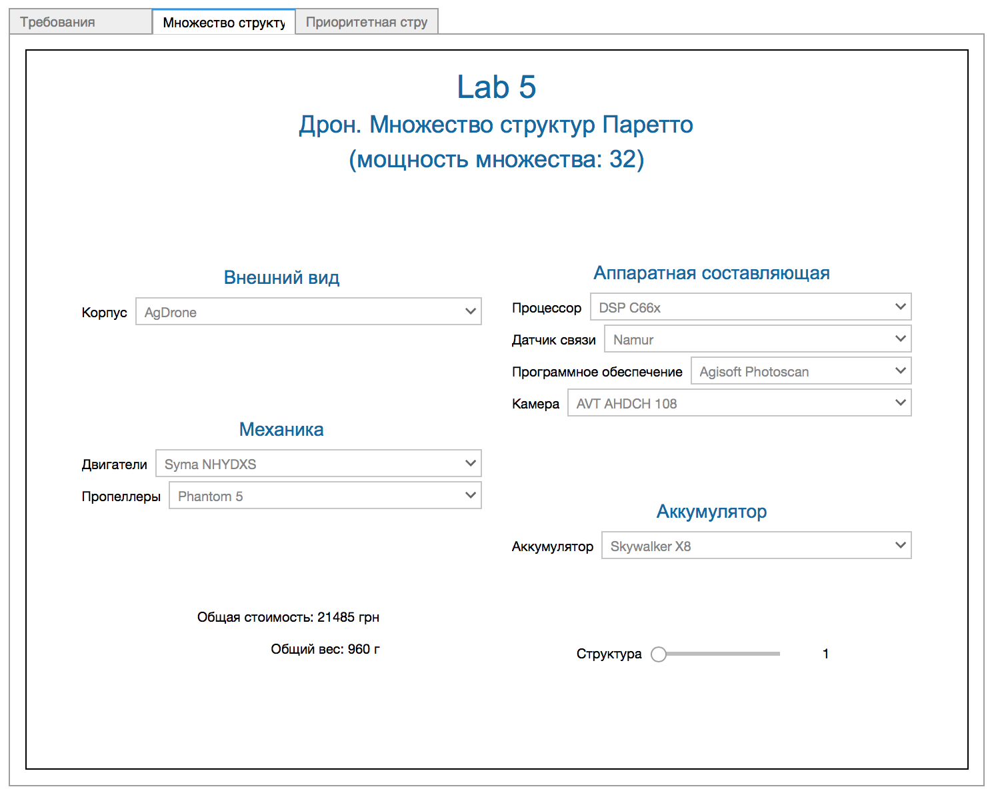 Требования
Множество структу
Приоритетная стру
Lab 5
Дрон. Множество структур Паретто
(мощность множества: 32)
Внешний вид
Корпус AgDrone
Механика
Двигатели Syma NHYDXS
Пропеллеры Phantom 5
Общая стоимость: 21485 грн
Общий вес: 960 г
Аппаратная составляющая
Процессор DSP C66x
Датчик связи Namur
Программное обеспечение Agisoft Photoscan
Камера AVT AHDCH 108
Аккумулятор
Аккумулятор Skywalker X8
Структура 1